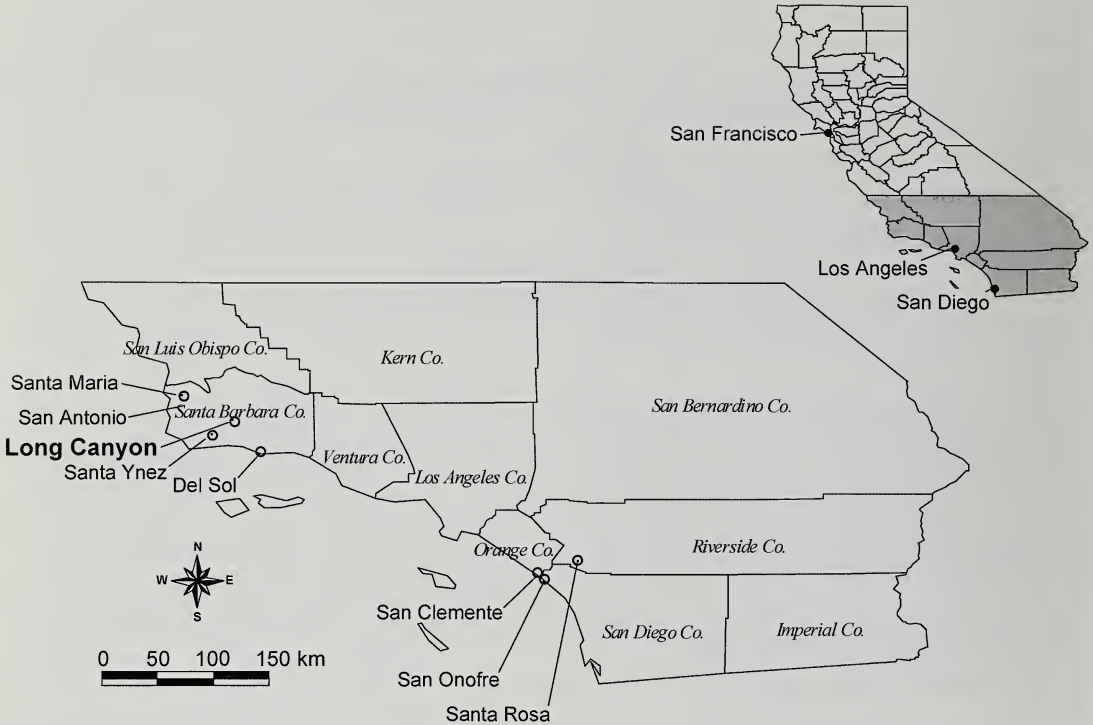 San Francisco
Los Angeles
San Diego
San Luis Obispo Co.
Kern Co.
Santa Maria
San Antonio
Santa Barbara Co.
San Bernardino Co.
Long Canyon
Santa Ynez
Ventura Co.
Los Angeles Co.
Del Sol
N
W E
S
Orange Co.
Riverside Co.
San Clemente
San Diego Co.
Imperial Co.
0 50 100 150 km
San Onofre
Santa Rosa